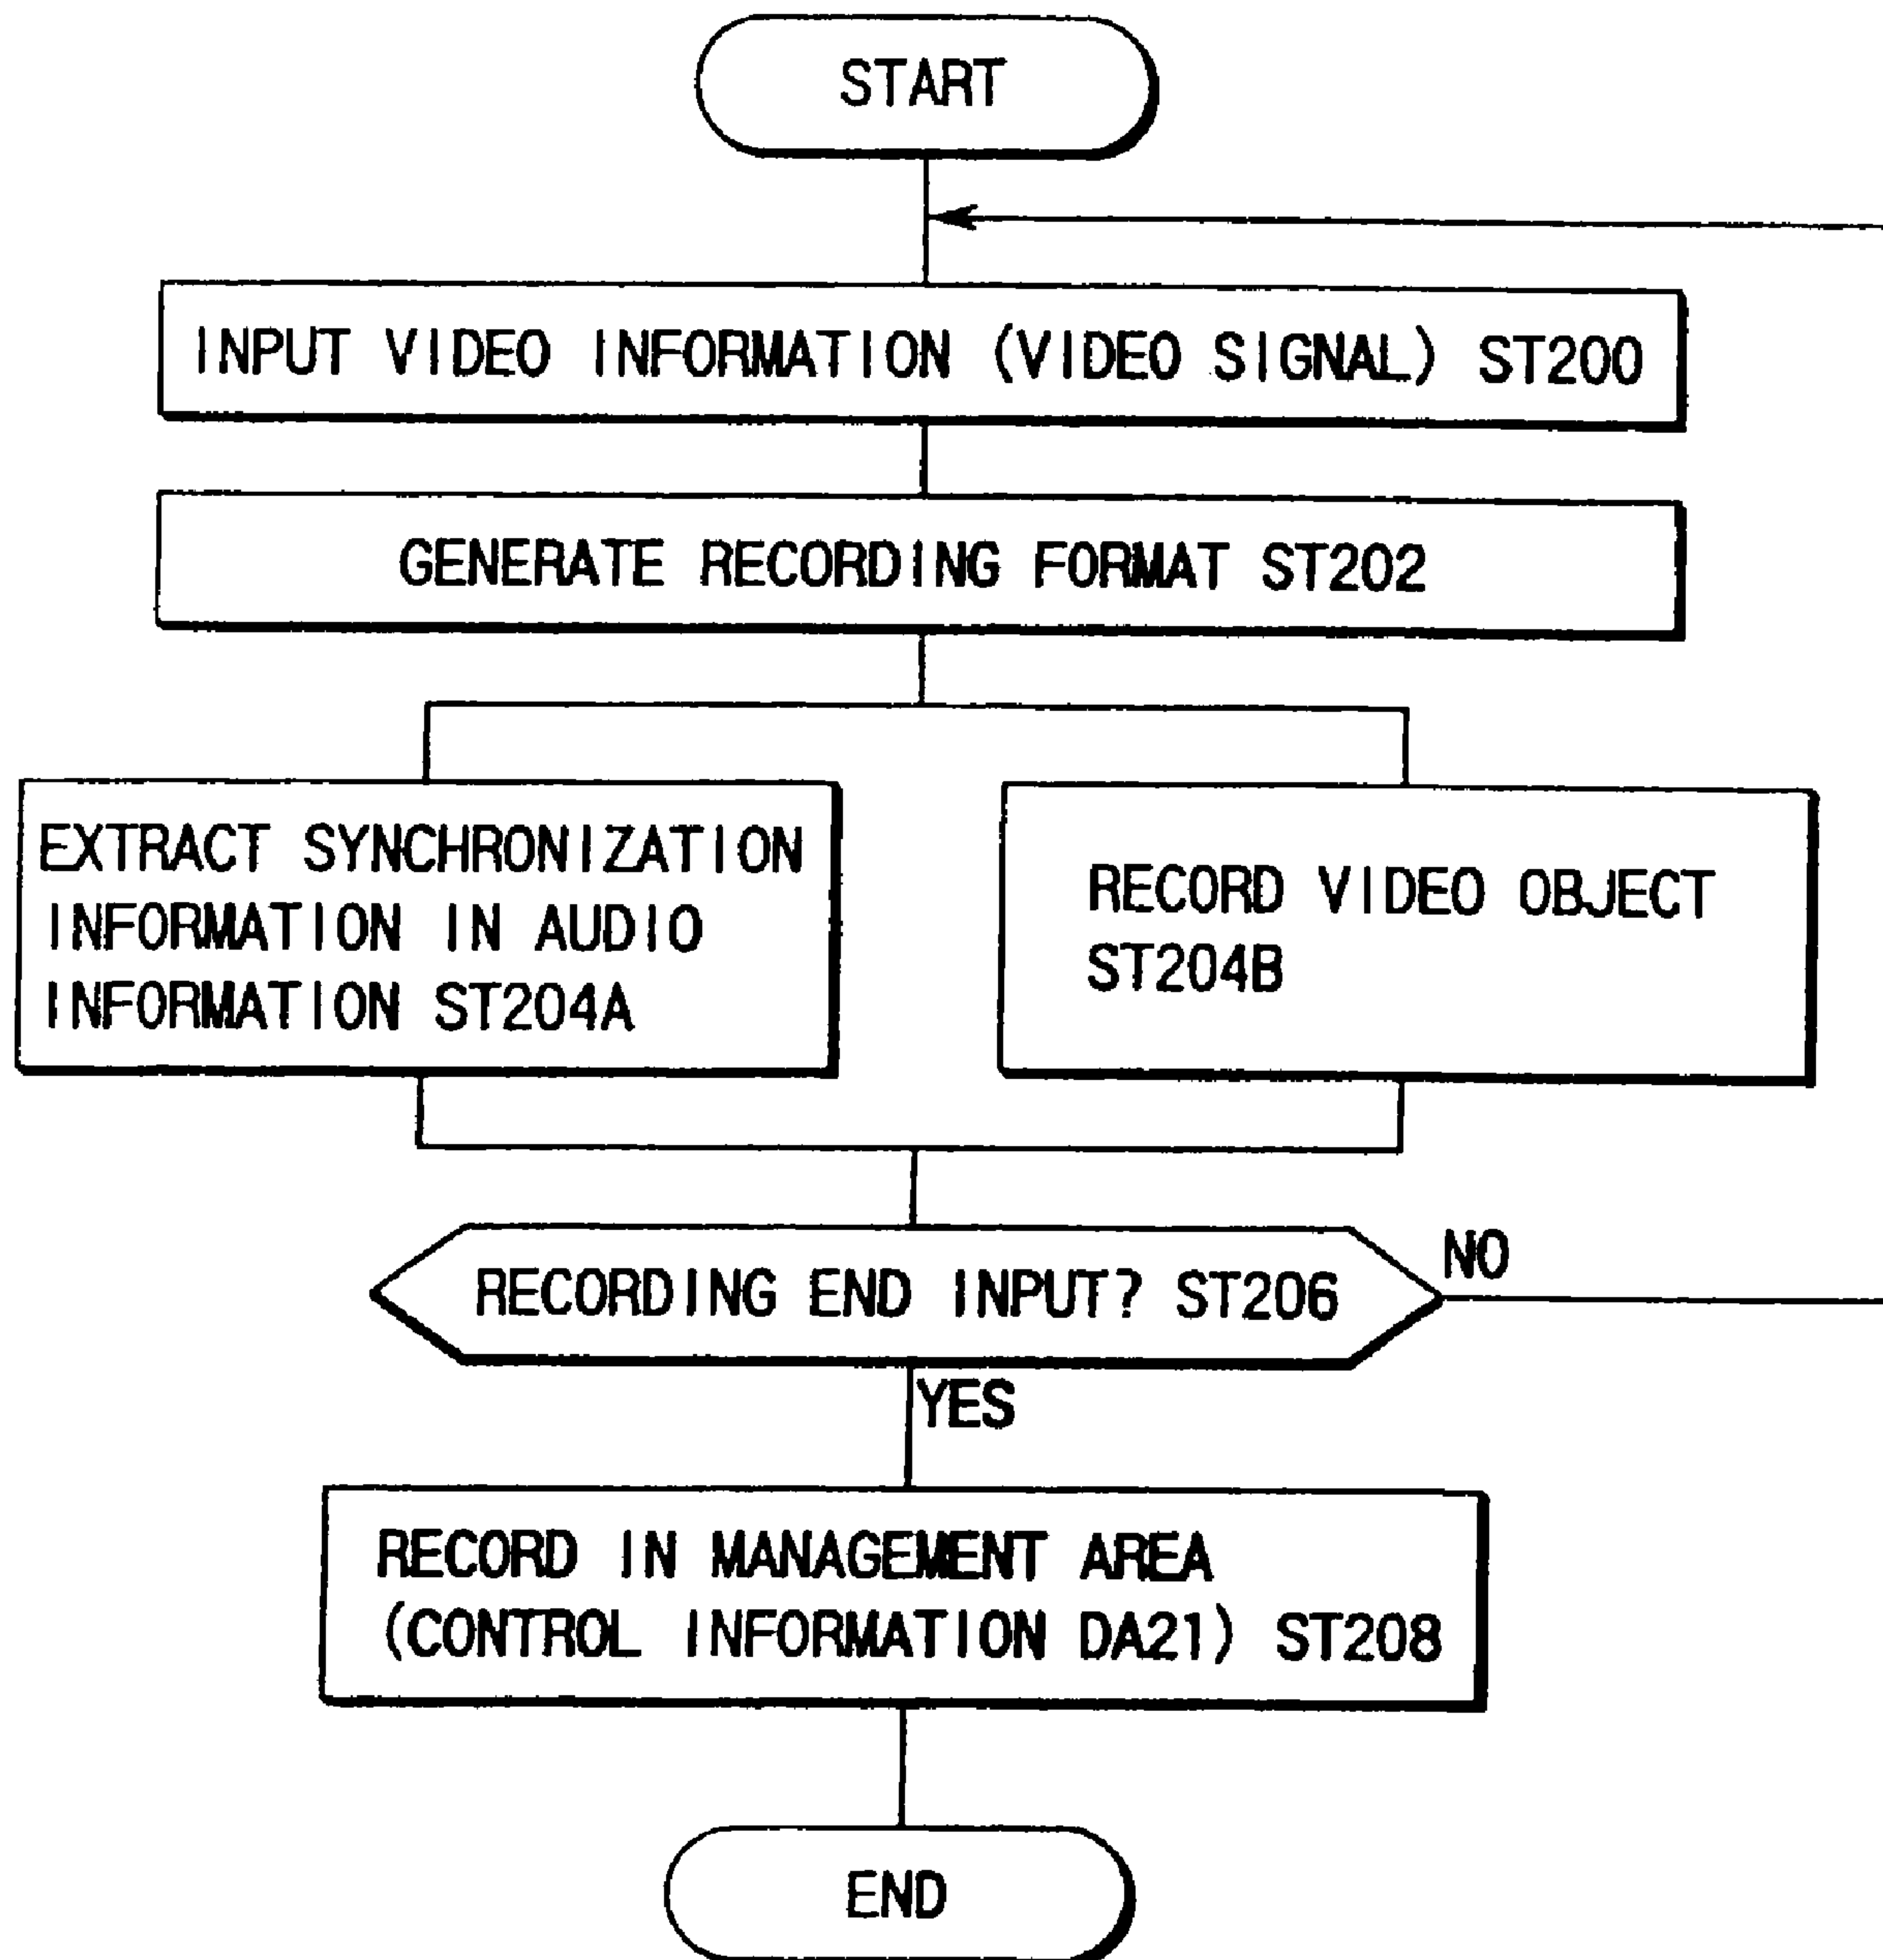 START
INPUT VIDEO INFORMATION (VIDEO SIGNAL) ST200
GENERATE RECORDING FORMAT ST202
EXTRACT SYNCHRONIZATION
INFORMATION IN AUDIO
INFORMATION ST204A
RECORD VIDEO OBJECT
ST204B
RECORDING END INPUT? ST206
NO
YES
RECORD IN MANAGEMENT AREA
(CONTROL INFORMATION DA21) ST208
END